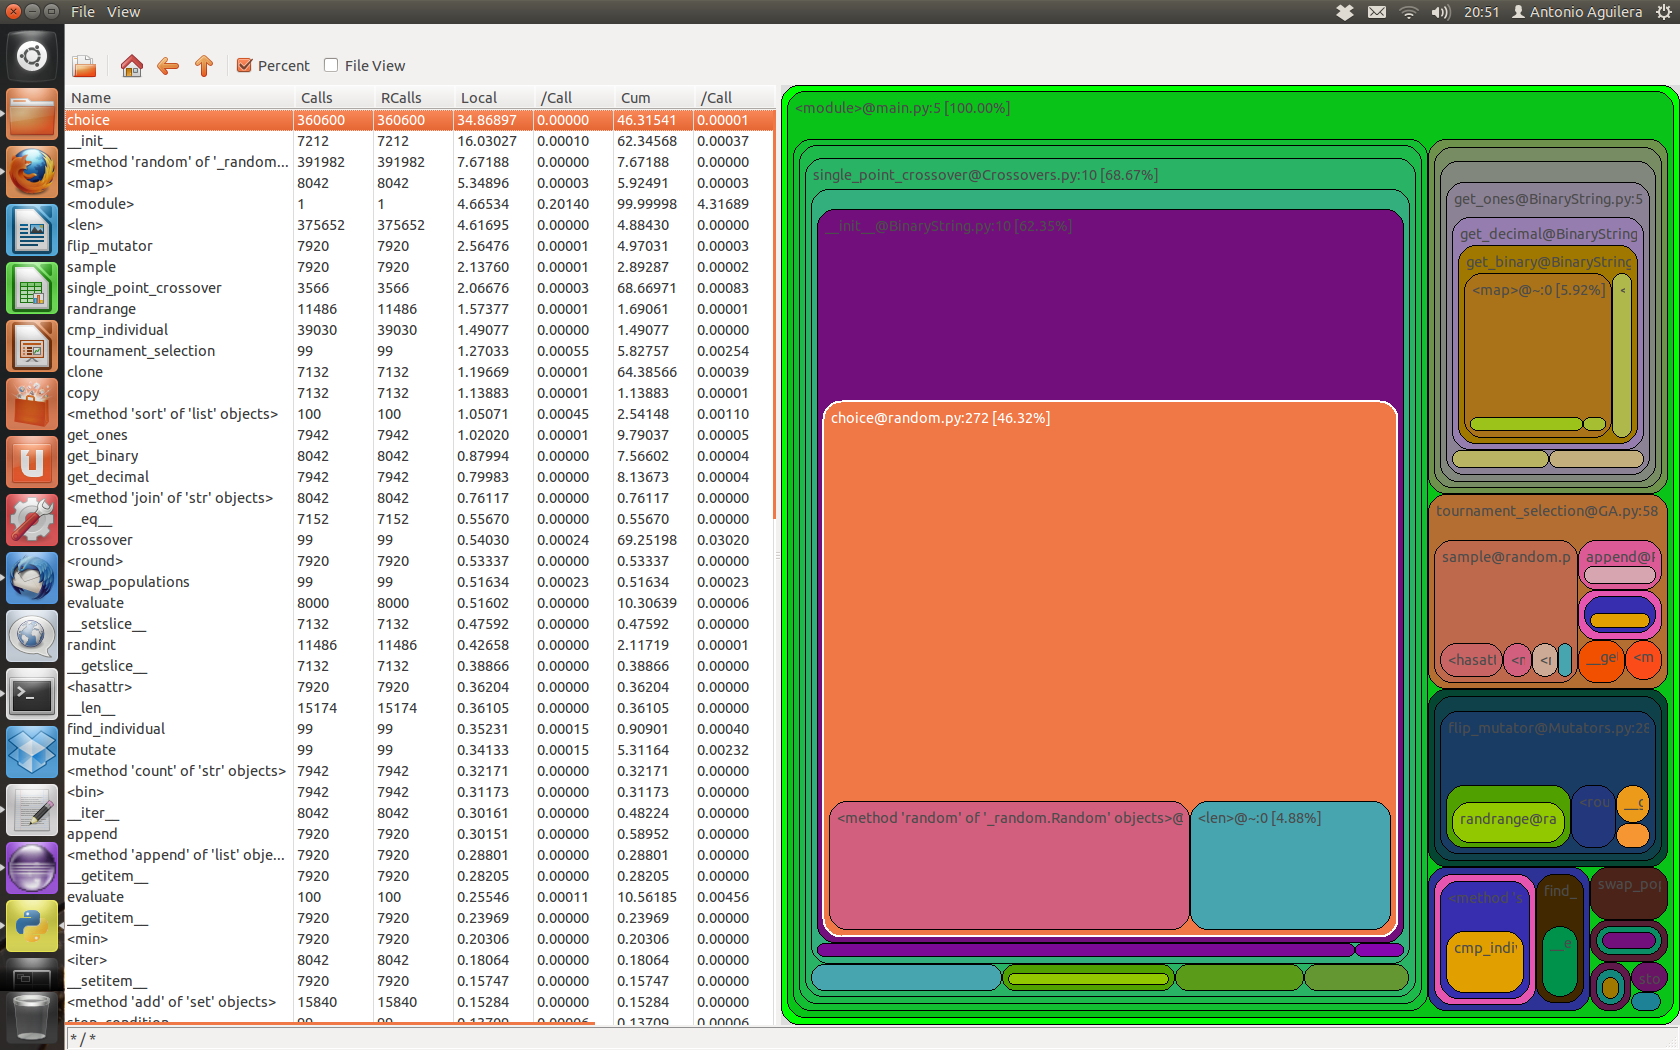 File View 20:51 Antonio Aguilera
Percent File View
Name Calls RCalls Local /Call Cum /Call
choice 360600 360600 34.86897 0.00000 46.31541 0.00001
__init__ 7212 7212 16.03027 0.00010 62.34568 0.00037
<method 'random' of '_random... 391982 391982 7.67188 0.00000 7.67188 0.00000
<map> 8042 8042 5.34896 0.00003 5.92491 0.00003
<module> 1 1 4.66534 0.20140 99.99998 4.31689
<len> 375652 375652 4.61695 0.00000 4.88430 0.00000
flip_mutator 7920 7920 2.56476 0.00001 4.97031 0.00003
sample 7920 7920 2.13760 0.00001 2.89287 0.00002
single_point_crossover 3566 3566 2.06676 0.00003 68.66971 0.00083
randrange 11486 11486 1.57377 0.00001 1.69061 0.00001
cmp_individual 39030 39030 1.49077 0.00000 1.49077 0.00000
tournament_selection 99 99 1.27033 0.00055 5.82757 0.00254
clone 7132 7132 1.19669 0.00001 64.38566 0.00039
copy 7132 7132 1.13883 0.00001 1.13883 0.00001
<method 'sort' of 'list' objects> 100 100 1.05071 0.00045 2.54148 0.00110
get_ones 7942 7942 1.02020 0.00001 9.79037 0.00005
get_binary 8042 8042 0.87994 0.00001 7.56602 0.00004
get_decimal 7942 7942 0.79983 0.00001 8.13673 0.00004
<method 'join' of 'str' objects> 8042 8042 0.76117 0.00000 0.76117 0.00000
__eq__ 7152 7152 0.55670 0.00000 0.55670 0.00000
crossover 99 99 0.54030 0.00024 69.25198 0.03020
<round> 7920 7920 0.53337 0.00000 0.53337 0.00000
swap_populations 99 99 0.51634 0.00023 0.51634 0.00023
evaluate 8000 8000 0.51602 0.00000 10.30639 0.00006
__setslice__ 7132 7132 0.47592 0.00000 0.47592 0.00000
randint 11486 11486 0.42658 0.00000 2.11719 0.00001
__getslice__ 7132 7132 0.38866 0.00000 0.38866 0.00000
<hasattr> 7920 7920 0.36204 0.00000 0.36204 0.00000
__len__ 15174 15174 0.36105 0.00000 0.36105 0.00000
find_individual 99 99 0.35231 0.00015 0.90901 0.00040
mutate 99 99 0.34133 0.00015 5.31164 0.00232
<method 'count' of 'str' objects> 7942 7942 0.32171 0.00000 0.32171 0.00000
<bin> 7942 7942 0.31173 0.00000 0.31173 0.00000
__iter__ 8042 8042 0.30161 0.00000 0.48224 0.00000
append 7920 7920 0.30151 0.00000 0.58952 0.00000
<method 'append' of 'list' obje... 7920 7920 0.28801 0.00000 0.28801 0.00000
__getitem__ 7920 7920 0.28205 0.00000 0.28205 0.00000
evaluate 100 100 0.25546 0.00011 10.56185 0.00456
__getitem__ 7920 7920 0.23969 0.00000 0.23969 0.00000
<min> 7920 7920 0.20306 0.00000 0.20306 0.00000
<iter> 8042 8042 0.18064 0.00000 0.18064 0.00000
__setitem__ 7920 7920 0.15747 0.00000 0.15747 0.00000
<method 'add' of 'set' objects> 15840 15840 0.15284 0.00000 0.15284 0.00000
stop_condition 99 99 0.13709 0.00006 0.13709 0.00006
* / *
<module>@main.py:5 [100.00%]
single_point_crossover@Crossovers.py:10 [68.67%]
__init__@BinaryString.py:10 [62.35%]
choice@random.py:272 [46.32%]
<method 'random' of '_random.Random' objects>@
<len>@~:0 [4.88%]
get_ones@BinaryString.py:5
get_decimal@BinaryString
get_binary@BinaryString
<map>@~:0 [5.92%]
<
tournament_selection@GA.py:58
sample@random.p
append@
<hasatt
<r
__ge
<m
flip_mutator@Mutators.py:28
randrange@ra
<rou
__g
<method 's
cmp_indiv
find_
__e
swap_pop
sto